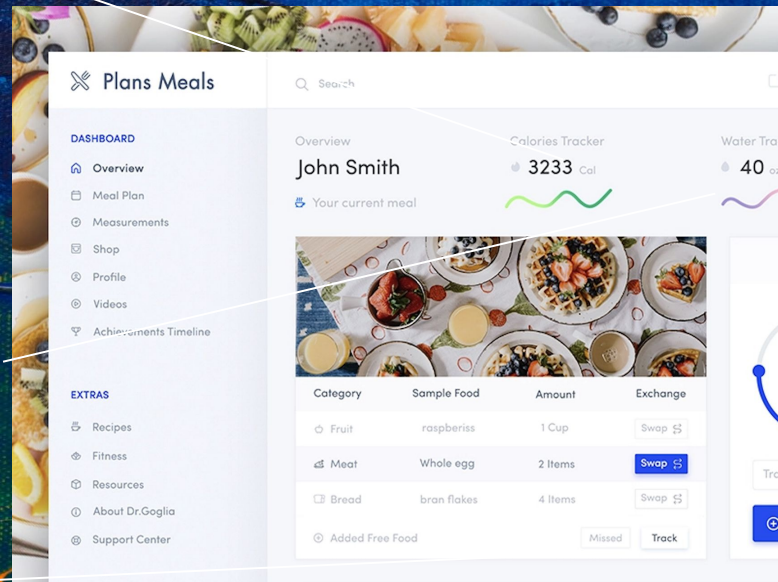 Plans Meals
Search
DASHBOARD
Overview
Meal Plan
Measurements
Shop
Profile
Videos
Achievements Timeline
EXTRAS
Recipes
Fitness
Resources
About Dr.Goglia
Support Center
Overview
John Smith
Your current meal
Calories Tracker
3233 Cal
Water Tra
40 oz
Category Sample Food Amount Exchange
Fruit raspberiss 1 Cup Swap
Meat Whole egg 2 Items Swap
Bread bran flakes 4 Items Swap
Added Free Food Missed Track